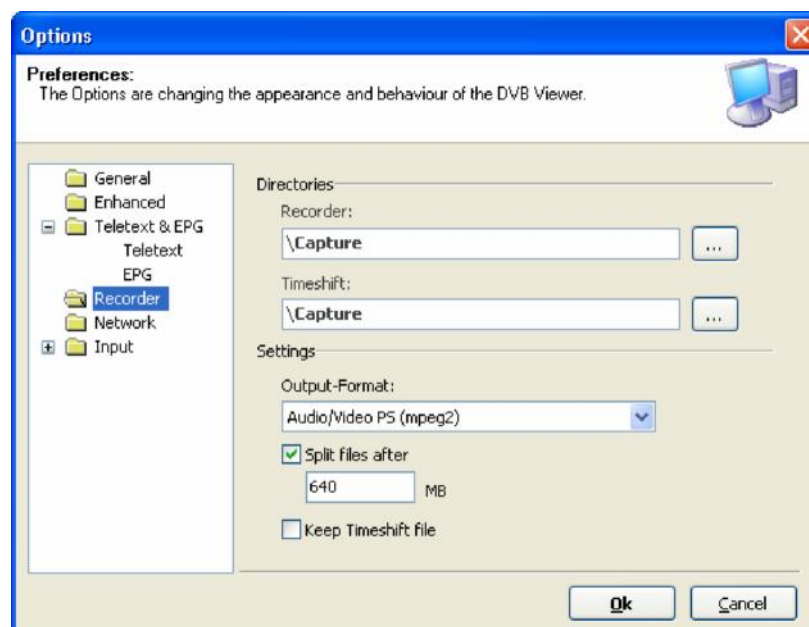 Options
Preferences:
The Options are changing the appearance and behaviour of the DVB Viewer.
General
Enhanced
Teletext & EPG
Teletext
EPG
Recorder
Network
Input
Directories
Recorder:
\Capture
...
Timeshift:
\Capture
...
Settings
Output-Format:
Audio/Video PS (mpeg2)
Split files after
640 MB
Keep Timeshift file
Ok Cancel